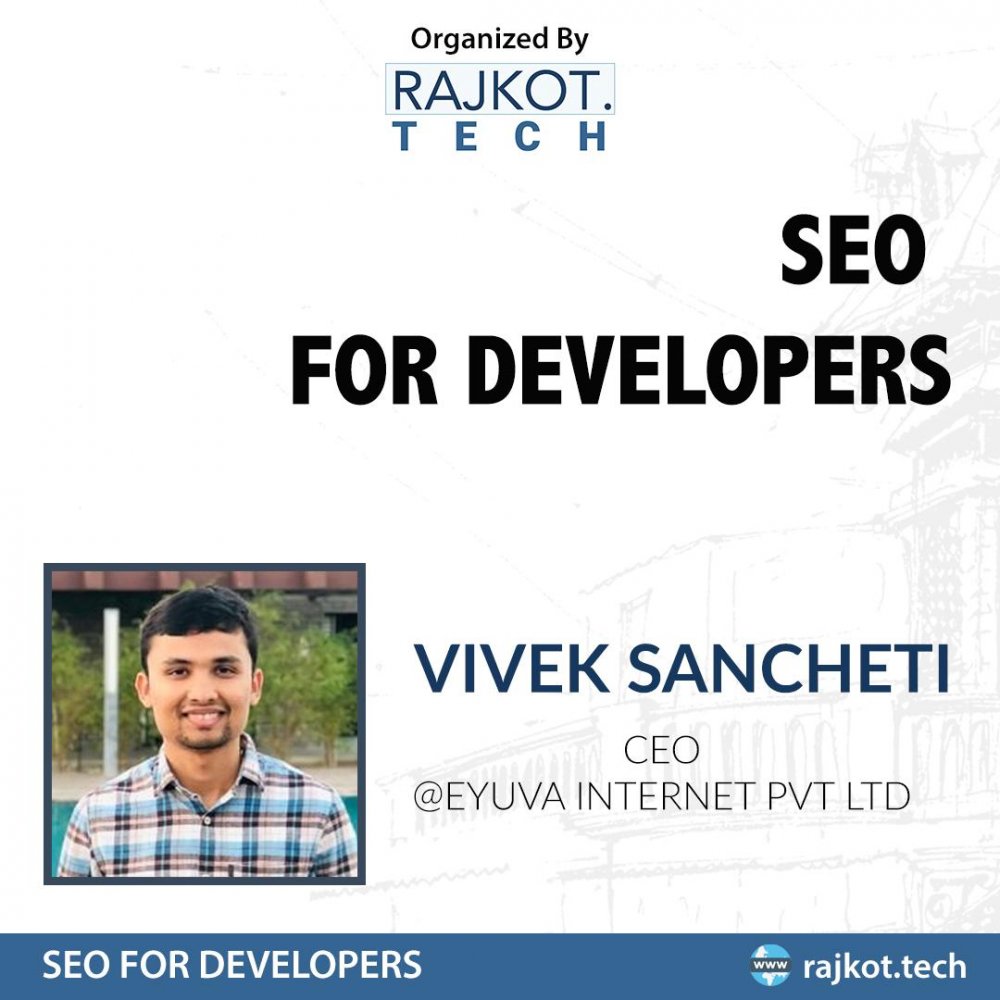 Organized By
RAJKOT.
TECH
SEO
FOR DEVELOPERS
VIVEK SANCHETI
CEO
@EYUVA INTERNET PVT LTD
SEO FOR DEVELOPERS
www rajkot.tech